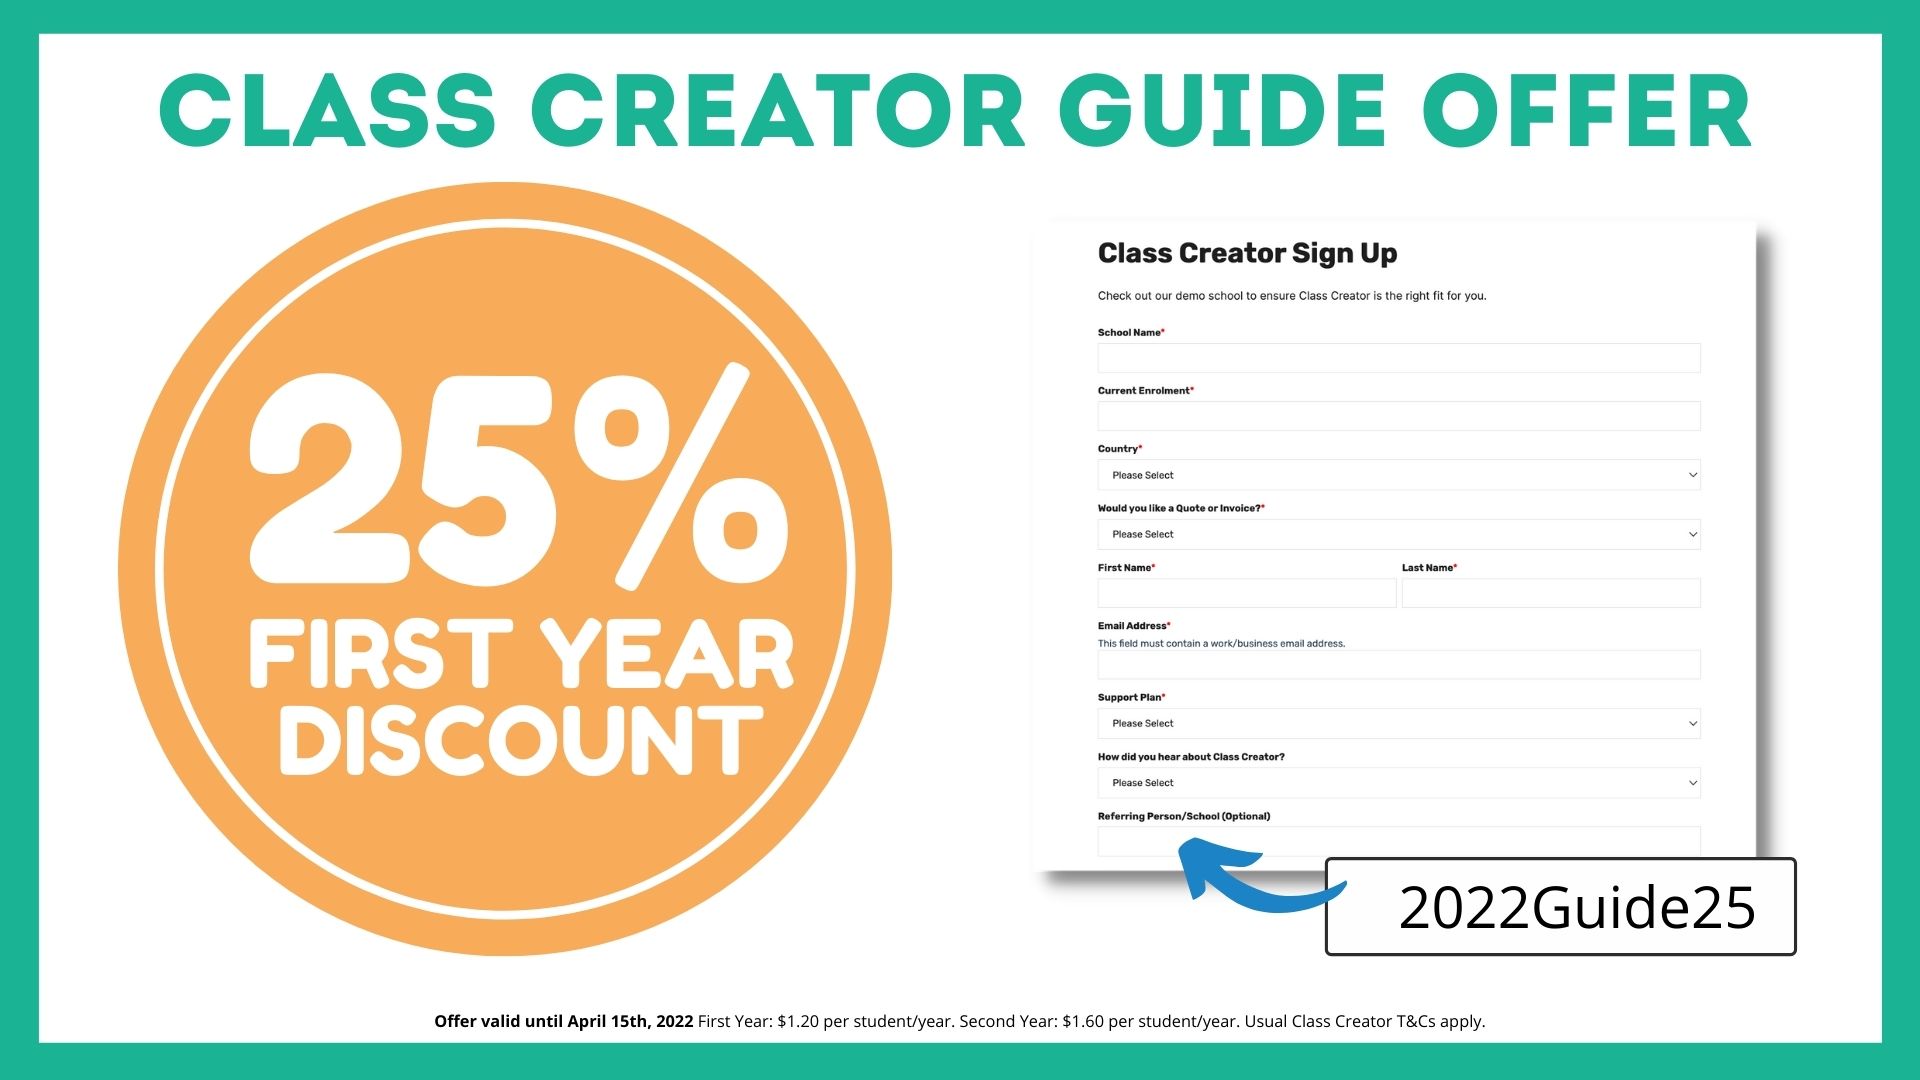 CLASS CREATOR GUIDE OFFER
25%
FIRST YEAR
DISCOUNT
Class Creator Sign Up
Check out our demo school to ensure Class Creator is the right fit for you.
School Name*
Current Enrolment*
Country*
Please Select
Would you like a Quote or Invoice?*
Please Select
First Name* Last Name*
Email Address*
This field must contain a work/business email address.
Support Plan*
Please Select
How did you hear about Class Creator?
Please Select
Referring Person/School (Optional)
2022Guide25
Offer valid until April 15th, 2022 First Year: $1.20 per student/year. Second Year: $1.60 per student/year. Usual Class Creator T&Cs apply.